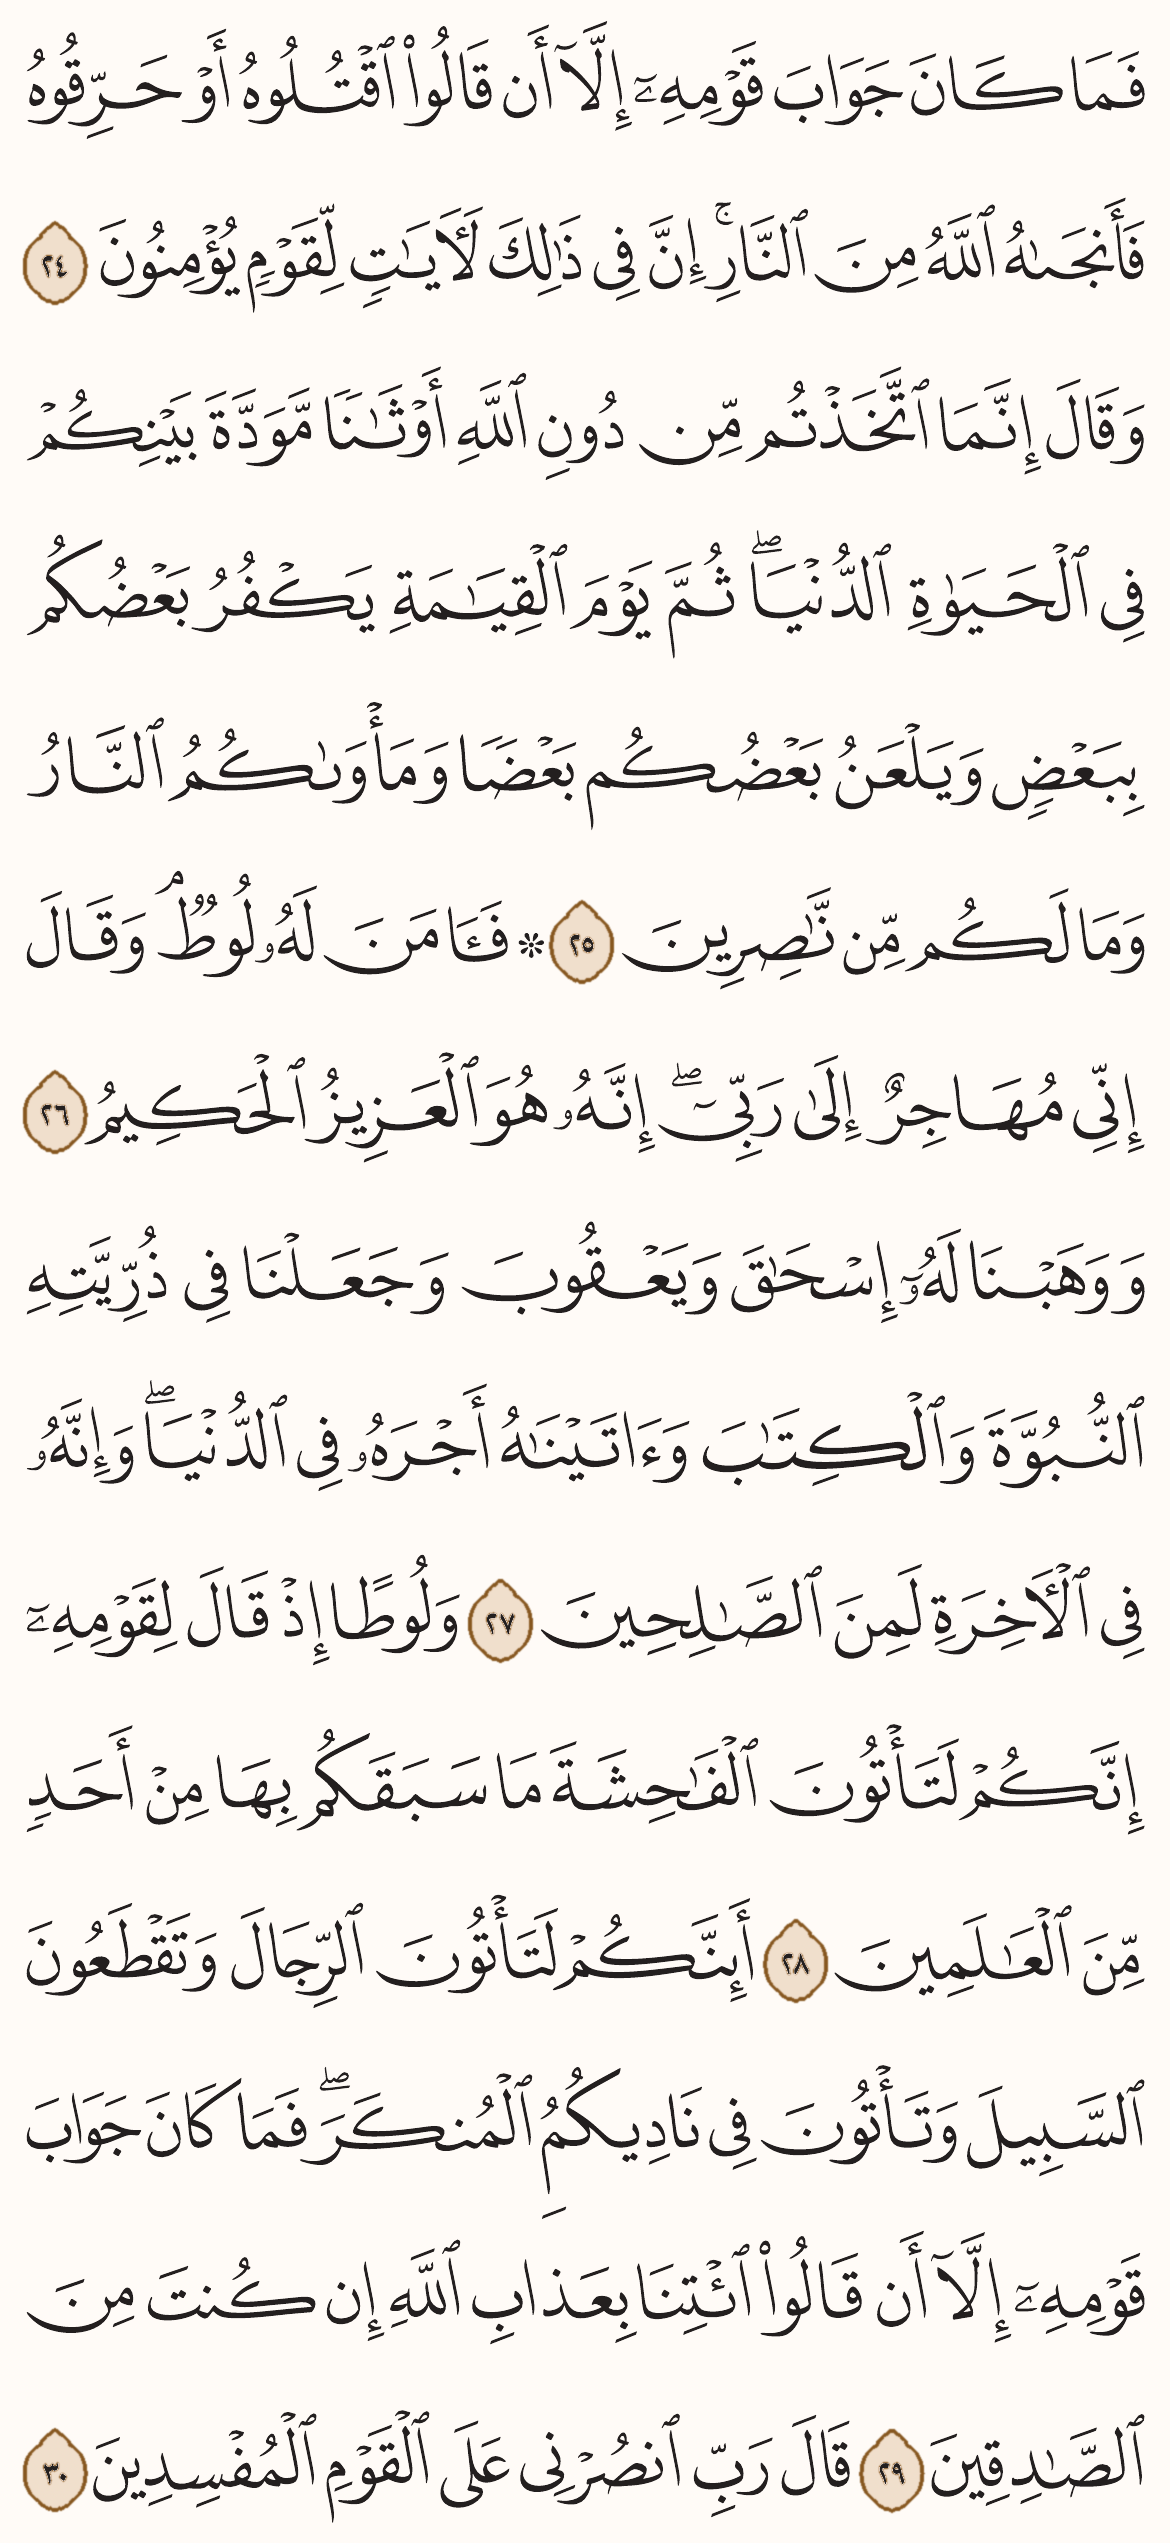 فَمَا كَانَ جَوَابَ قَوْمِهِۦٓ إِلَّآ أَن قَالُوا۟ ٱقْتُلُوهُ أَوْ حَرِّقُوهُ
فَأَنجَىٰهُ ٱللَّهُ مِنَ ٱلنَّارِ ۚ إِنَّ فِى ذَٰلِكَ لَـَٔايَـٰتٍ لِّقَوْمٍ يُؤْمِنُونَ ٢٤
وَقَالَ إِنَّمَا ٱتَّخَذْتُم مِّن دُونِ ٱللَّهِ أَوْثَـٰنًا مَّوَدَّةَ بَيْنِكُمْ
فِى ٱلْحَيَوٰةِ ٱلدُّنْيَا ۖ ثُمَّ يَوْمَ ٱلْقِيَـٰمَةِ يَكْفُرُ بَعْضُكُم
بِبَعْضٍ وَيَلْعَنُ بَعْضُكُم بَعْضًا وَمَأْوَىٰكُمُ ٱلنَّارُ
وَمَا لَكُم مِّن نَّـٰصِرِينَ ٢٥ ۞ فَـَٔامَنَ لَهُۥ لُوطٌ ۘ وَقَالَ
إِنِّى مُهَاجِرٌ إِلَىٰ رَبِّىٓ ۖ إِنَّهُۥ هُوَ ٱلْعَزِيزُ ٱلْحَكِيمُ ٢٦
وَوَهَبْنَا لَهُۥٓ إِسْحَـٰقَ وَيَعْقُوبَ وَجَعَلْنَا فِى ذُرِّيَّتِهِ
ٱلنُّبُوَّةَ وَٱلْكِتَـٰبَ وَءَاتَيْنَـٰهُ أَجْرَهُۥ فِى ٱلدُّنْيَا ۖ وَإِنَّهُۥ
فِى ٱلْـَٔاخِرَةِ لَمِنَ ٱلصَّـٰلِحِينَ ٢٧ وَلُوطًا إِذْ قَالَ لِقَوْمِهِۦٓ
إِنَّكُمْ لَتَأْتُونَ ٱلْفَـٰحِشَةَ مَا سَبَقَكُم بِهَا مِنْ أَحَدٍ
مِّنَ ٱلْعَـٰلَمِينَ ٢٨ أَئِنَّكُمْ لَتَأْتُونَ ٱلرِّجَالَ وَتَقْطَعُونَ
ٱلسَّبِيلَ وَتَأْتُونَ فِى نَادِيكُمُ ٱلْمُنكَرَ ۖ فَمَا كَانَ جَوَابَ
قَوْمِهِۦٓ إِلَّآ أَن قَالُوا۟ ٱئْتِنَا بِعَذَابِ ٱللَّهِ إِن كُنتَ مِنَ
ٱلصَّـٰدِقِينَ ٢٩ قَالَ رَبِّ ٱنصُرْنِى عَلَى ٱلْقَوْمِ ٱلْمُفْسِدِينَ ٣٠